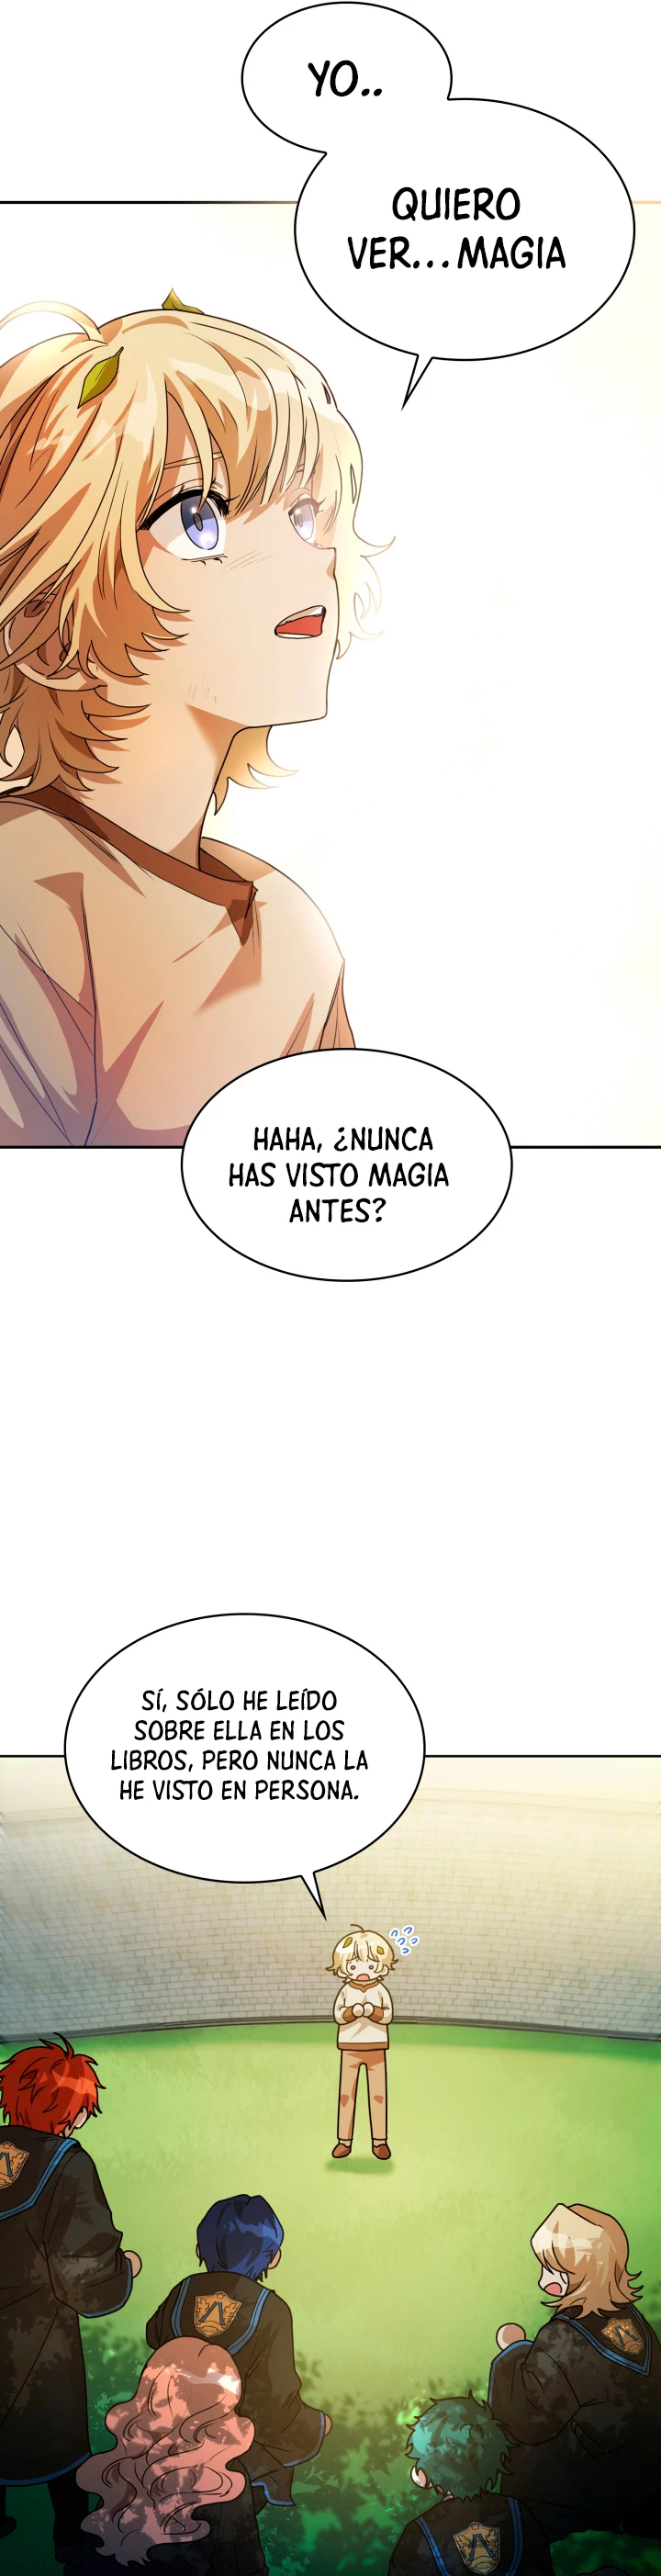 YO..
QUIERO
VER...MAGIA
HAHA, ¿NUNCA
HAS VISTO MAGIA
ANTES?
SÍ, SÓLO HE LEÍDO
SOBRE ELLA EN LOS
LIBROS, PERO NUNCA LA
HE VISTO EN PERSONA.